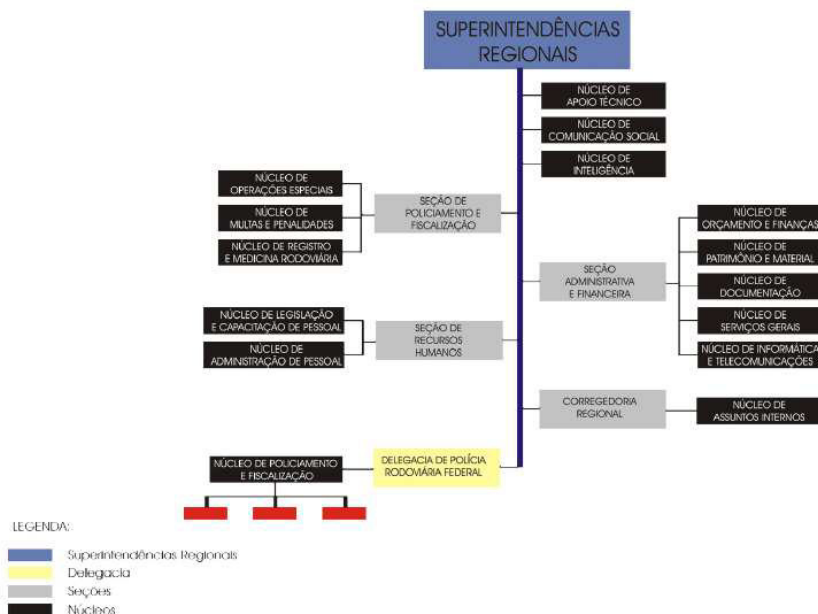 SUPERINTENDÊNCIAS
REGIONAIS
NÚCLEO DE
APOIO TÉCNICO
NÚCLEO DE
COMUNICAÇÃO SOCIAL
NÚCLEO DE
INTELIGÊNCIA
NÚCLEO DE
OPERAÇÕES ESPECIAIS
NÚCLEO DE
MULTAS E PENALIDADES
NÚCLEO DE REGISTRO
E MEDICINA RODOVIÁRIA
SEÇÃO DE
POLICIAMENTO E
FISCALIZAÇÃO
SEÇÃO
ADMINISTRATIVA
E FINANCEIRA
NÚCLEO DE
ORÇAMENTO E FINANÇAS
NÚCLEO DE
PATRIMÔNIO E MATERIAL
NÚCLEO DE
DOCUMENTAÇÃO
NÚCLEO DE
SERVIÇOS GERAIS
NÚCLEO DE INFORMÁTICA
E TELECOMUNICAÇÕES
NÚCLEO DE LEGISLAÇÃO
E CAPACITAÇÃO DE PESSOAL
NÚCLEO DE
ADMINISTRAÇÃO DE PESSOAL
SEÇÃO DE
RECURSOS
HUMANOS
CORREGEDORIA
REGIONAL
NÚCLEO DE
ASSUNTOS INTERNOS
NÚCLEO DE POLICIAMENTO
E FISCALIZAÇÃO
DELEGACIA DE POLÍCIA
RODOVIÁRIA FEDERAL
LEGENDA:
Superintendências Regionais
Delegacia
Seções
Núcleos